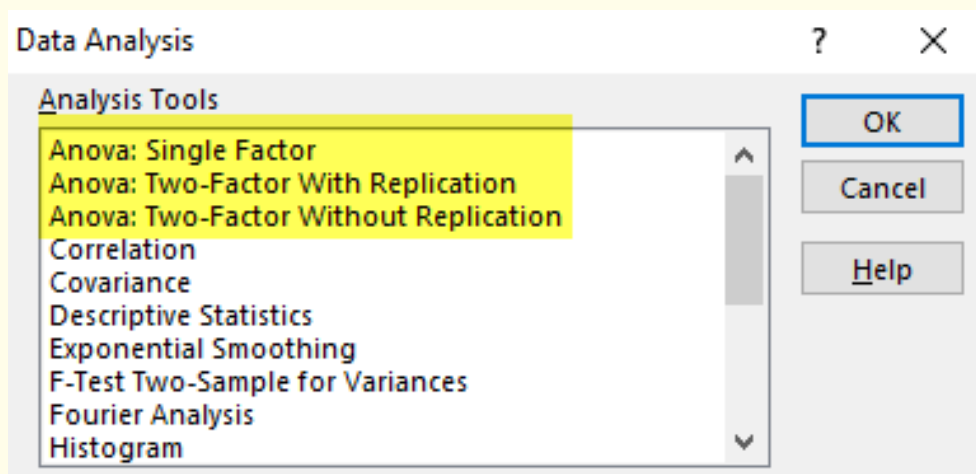 Data Analysis
?
Analysis Tools
OK
Anova: Single Factor
Anova: Two-Factor With Replication
Cancel
Anova: Two-Factor Without Replication
Correlation
Covariance
Help
Descriptive Statistics
Exponential Smoothing
F-Test Two-Sample for Variances
Fourier Analysis
Histogram